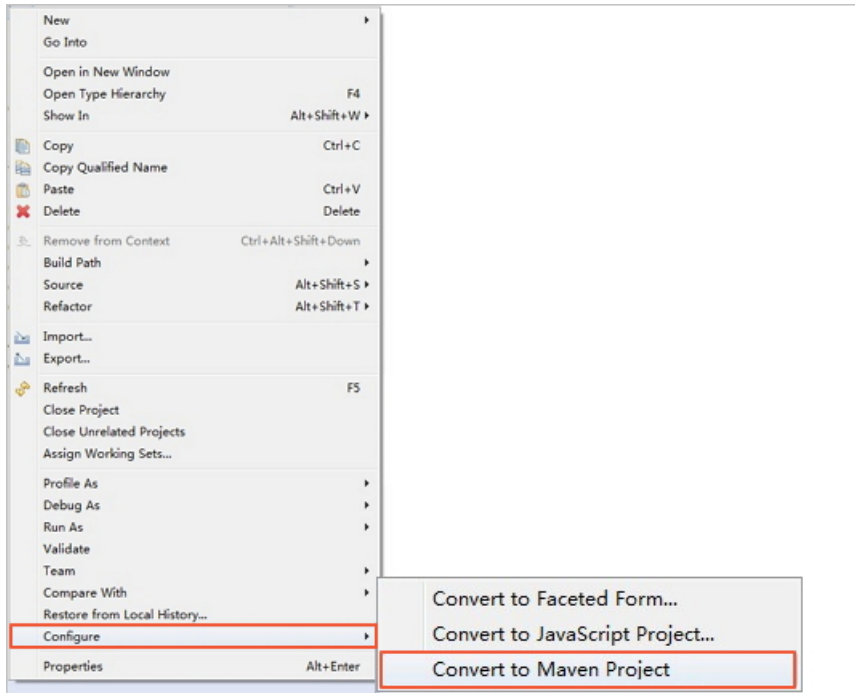 New
Go Into
Open in New Window
Open Type Hierarchy F4
Show In Alt+Shift+W
Copy Ctrl+C
Copy Qualified Name
Paste Ctrl+V
Delete Delete
Remove from Context Ctrl+Alt+Shift+Down
Build Path
Source Alt+Shift+S
Refactor Alt+Shift+T
Import...
Export...
Refresh F5
Close Project
Close Unrelated Projects
Assign Working Sets...
Profile As
Debug As
Run As
Validate
Team
Compare With
Restore from Local History...
Configure
Properties Alt+Enter
Convert to Faceted Form...
Convert to JavaScript Project...
Convert to Maven Project